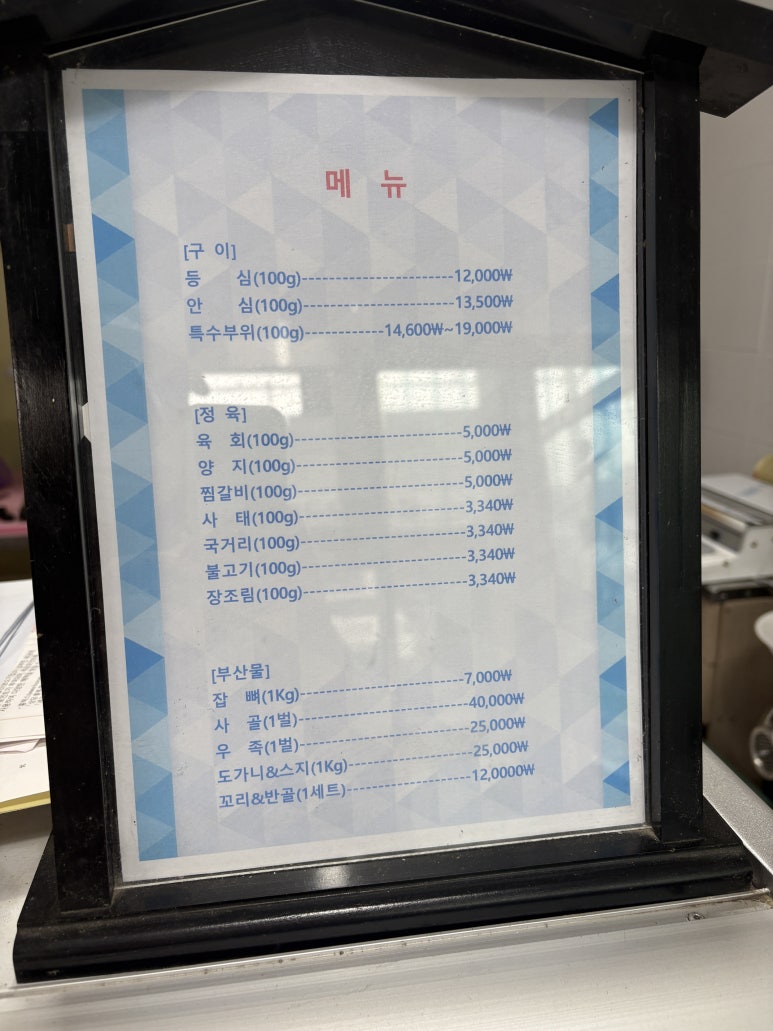 메 뉴
[구 이]
등 심(100g)--------------------------12,000₩
안 심(100g)--------------------------13,500₩
특수부위(100g)------------14,600₩~19,000₩
[정 육]
육 회(100g)--------------------------5,000₩
양 지(100g)--------------------------5,000₩
찜갈비(100g)-------------------------5,000₩
사 태(100g)--------------------------3,340₩
국거리(100g)-------------------------3,340₩
불고기(100g)-------------------------3,340₩
장조림(100g)-------------------------3,340₩
[부산물]
잡 뼈(1Kg)-------------------------7,000₩
사 골(1벌)--------------------------40,000₩
우 족(1벌)--------------------------25,000₩
도가니&스지(1Kg)-------------------25,000₩
꼬리&반골(1세트)-------------------12,0000₩